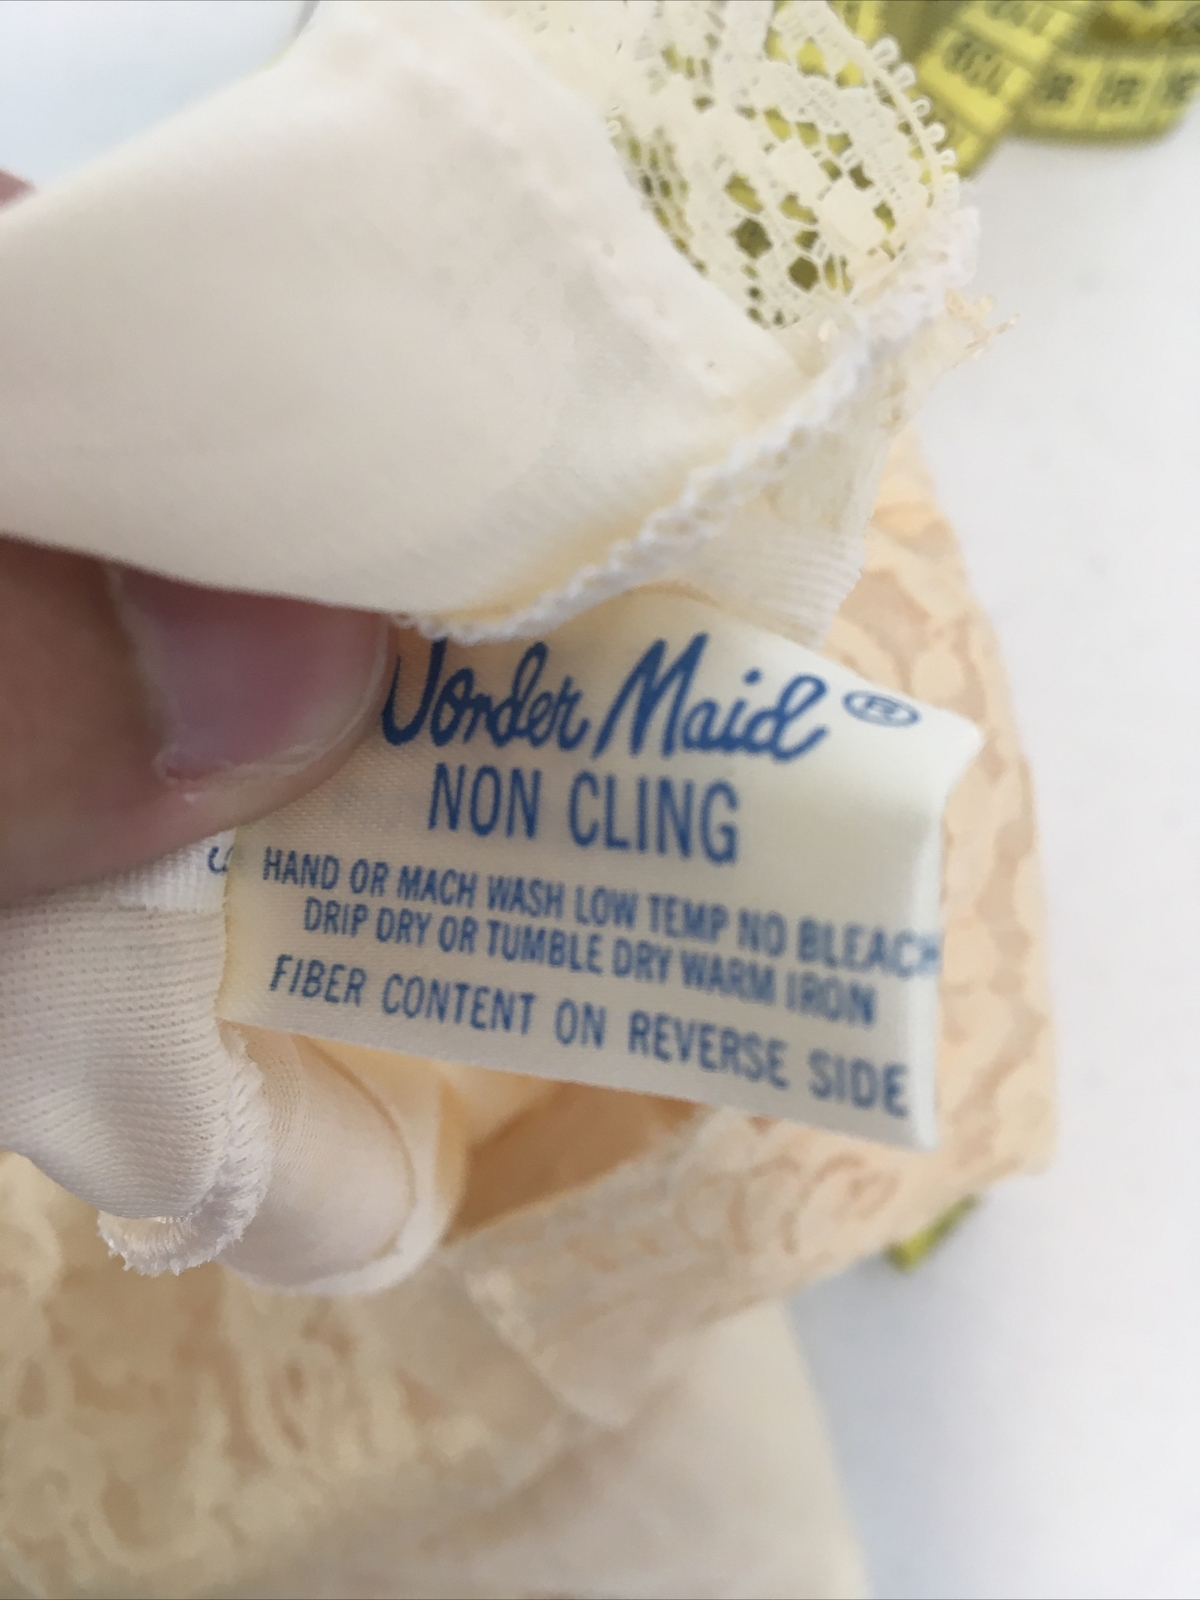 Vonder Maid ®
NON CLING
HAND OR MACH WASH LOW TEMP NO BLEACH
DRIP DRY OR TUMBLE DRY WARM IRON
FIBER CONTENT ON REVERSE SIDE